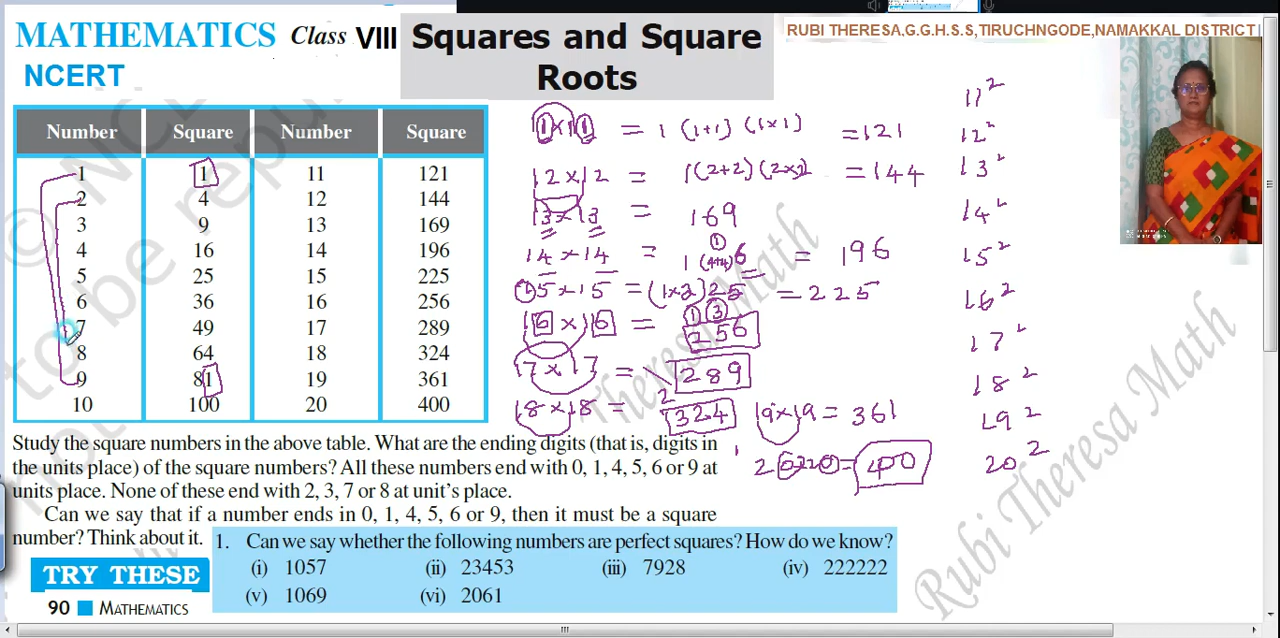 MATHEMATICS Class VIII
NCERT
Squares and Square
Roots
RUBI THERESA,G.G.H.S.S,TIRUCHNGODE,NAMAKKAL DISTRICT
Number Square Number Square
1 1 11 121
2 4 12 144
3 9 13 169
4 16 14 196
5 25 15 225
6 36 16 256
7 49 17 289
8 64 18 324
9 81 19 361
10 100 20 400
11×11 = 1 (1+1) (1×1) =121
12×12 = 1(2+2)(2×2) =144
13×13 = 169
14×14 = 1 (4+4) 6 = 196
15×15 = (1×2)25 =225
16×16 = 256
17×17 = 289
18×18 = 324
19×19= 361
20×20=400
11²
12²
13²
14²
15²
16²
17²
18²
19²
20²
Study the square numbers in the above table. What are the ending digits (that is, digits in
the units place) of the square numbers? All these numbers end with 0, 1, 4, 5, 6 or 9 at
units place. None of these end with 2, 3, 7 or 8 at unit's place.
Can we say that if a number ends in 0, 1, 4, 5, 6 or 9, then it must be a square
number? Think about it.
TRY THESE
1. Can we say whether the following numbers are perfect squares? How do we know?
(i) 1057 (ii) 23453 (iii) 7928 (iv) 222222
(v) 1069 (vi) 2061
90 MATHEMATICS
Rubi Theresa Math
Theresa Math